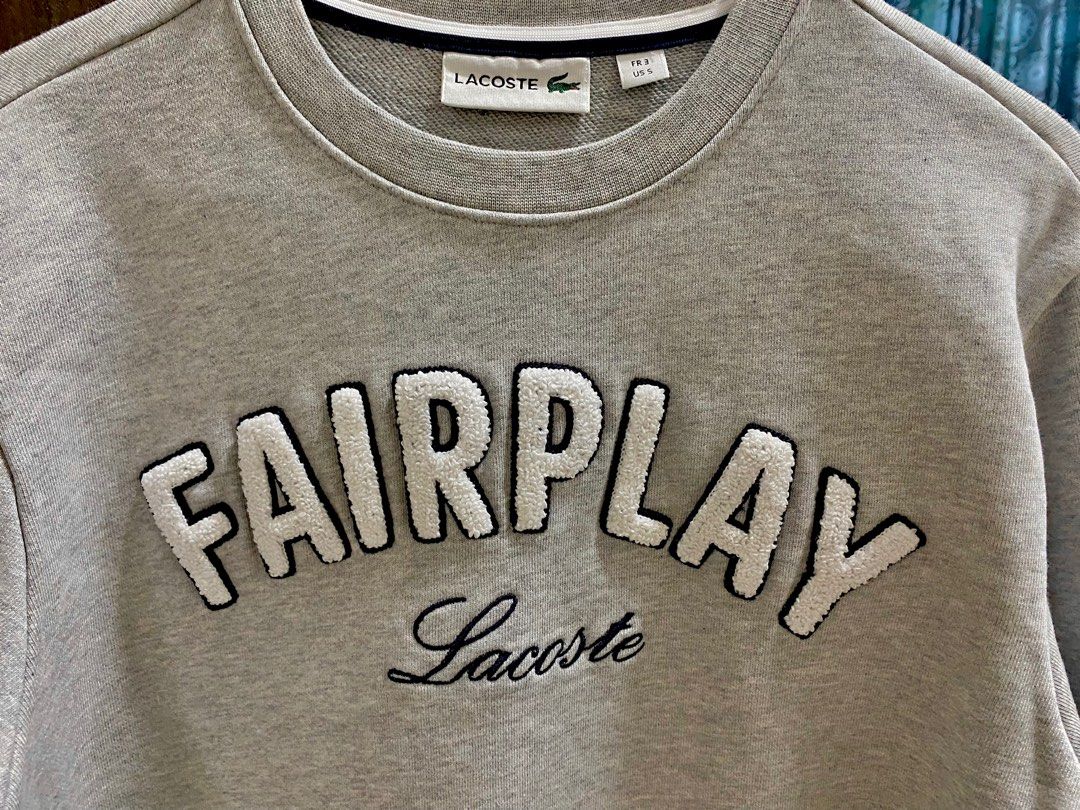 LACOSTE
FR 3
US S
FAIRPLAY
Lacoste